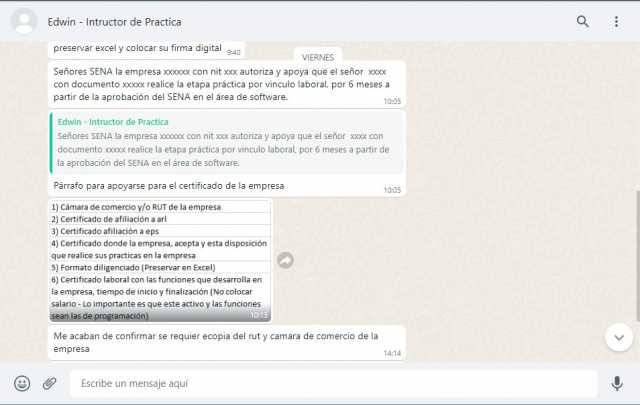 Edwin - Intructor de Practica
preservar excel y colocar su firma digital 9:40
VIERNES
Señores SENA la empresa xxxxxx con nit xxx autoriza y apoya que el señor xxxx
con documento xxxxx realice la etapa práctica por vinculo laboral, por 6 meses a
partir de la aprobación del SENA en el área de software.
10:05
Edwin - Intructor de Practica
Señores SENA la empresa xxxxxx con nit xxx autoriza y apoya que el señor xxxx con
documento xxxxx realice la etapa práctica por vinculo laboral, por 6 meses a partir de
la aprobación del SENA en el área de software.
Párrafo para apoyarse para el certificado de la empresa
10:05
1) Cámara de comercio y/o RUT de la empresa
2) Certificado de afiliación a arl
3) Certificado afiliación a eps
4) Certificado donde la empresa, acepta y esta disposición
que realice sus practicas en la empresa
5) Formato diligenciado (Preservar en Excel)
6) Certificado laboral con las funciones que desarrolla en
la empresa, tiempo de inicio y finalización (No colocar
salario - Lo importante es que este activo y las funciones
sean las de programación) 10:13
Me acaban de confirmar se requier ecopia del rut y camara de comercio de la
empresa
14:14
Escribe un mensaje aquí